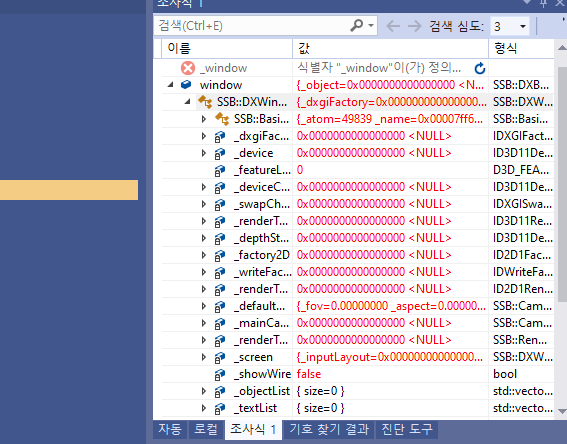 조사식 1
검색(Ctrl+E)
검색 심도: 3
이름 값 형식
_window 식별자 "_window"이(가) 정의...
window {_object=0x0000000000000000 <N... SSB::DXB...
SSB::DXWin... {_dxgiFactory=0x000000000000000... SSB::DXW...
SSB::Basi... {_atom=49839 _name=0x00007ff6... SSB::Basi...
_dxgiFac... 0x0000000000000000 <NULL> IDXGIFact...
_device 0x0000000000000000 <NULL> ID3D11De...
_featureL... 0 D3D_FEA...
_deviceC... 0x0000000000000000 <NULL> ID3D11De...
_swapCh... 0x0000000000000000 <NULL> IDXGISwa...
_renderT... 0x0000000000000000 <NULL> ID3D11Re...
_depthSt... 0x0000000000000000 <NULL> ID3D11De...
_factory2D 0x0000000000000000 <NULL> ID2D1Fac...
_writeFac... 0x0000000000000000 <NULL> IDWriteFa...
_renderT... 0x0000000000000000 <NULL> ID2D1Ren...
_default... {_fov=0.00000000 _aspect=0.00000... SSB::Cam...
_mainCa... 0x0000000000000000 <NULL> SSB::Cam...
_renderT... 0x0000000000000000 <NULL> SSB::Ren...
_screen {_inputLayout=0x00000000000000... SSB::DXW...
_showWire false bool
_objectList { size=0 } std::vecto...
_textList { size=0 } std::vecto...
자동 로컬 조사식 1 기호 찾기 결과 진단 도구